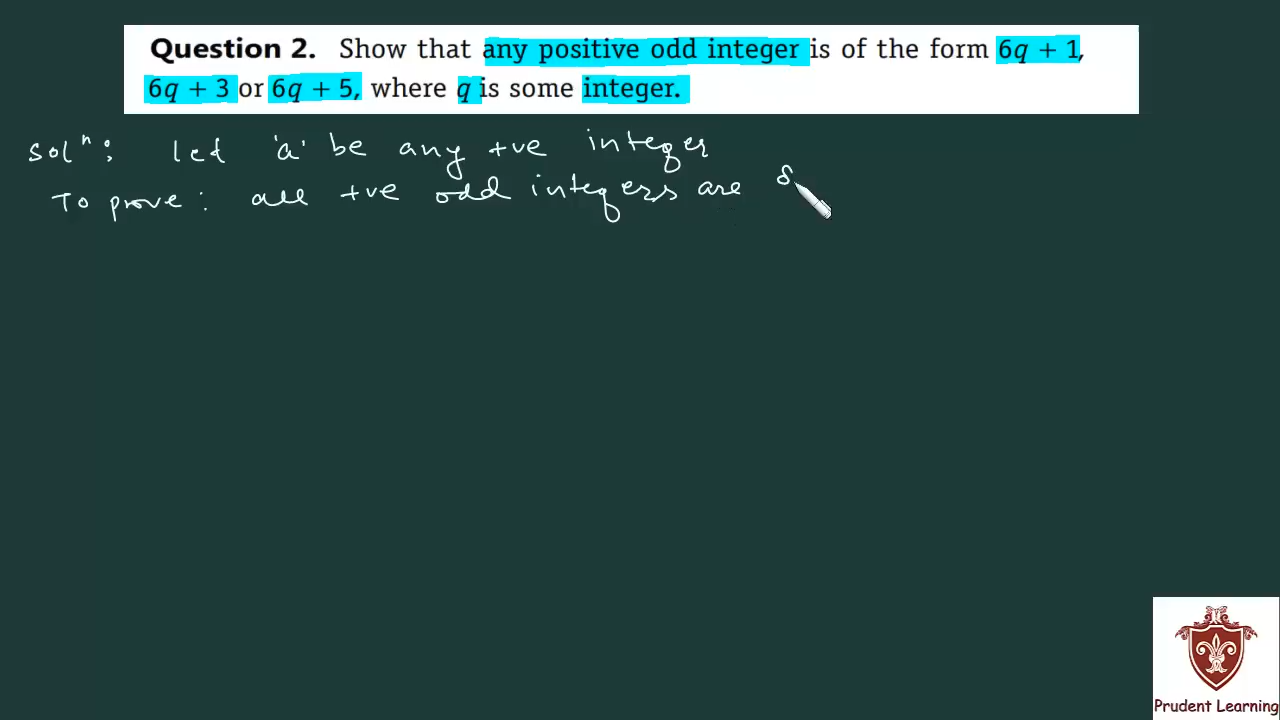 Question 2. Show that any positive odd integer is of the form 6q + 1,
6q + 3 or 6q + 5, where q is some integer.
Solⁿ: let 'a' be any +ve integer
To prove: all +ve odd integers are
Prudent Learning